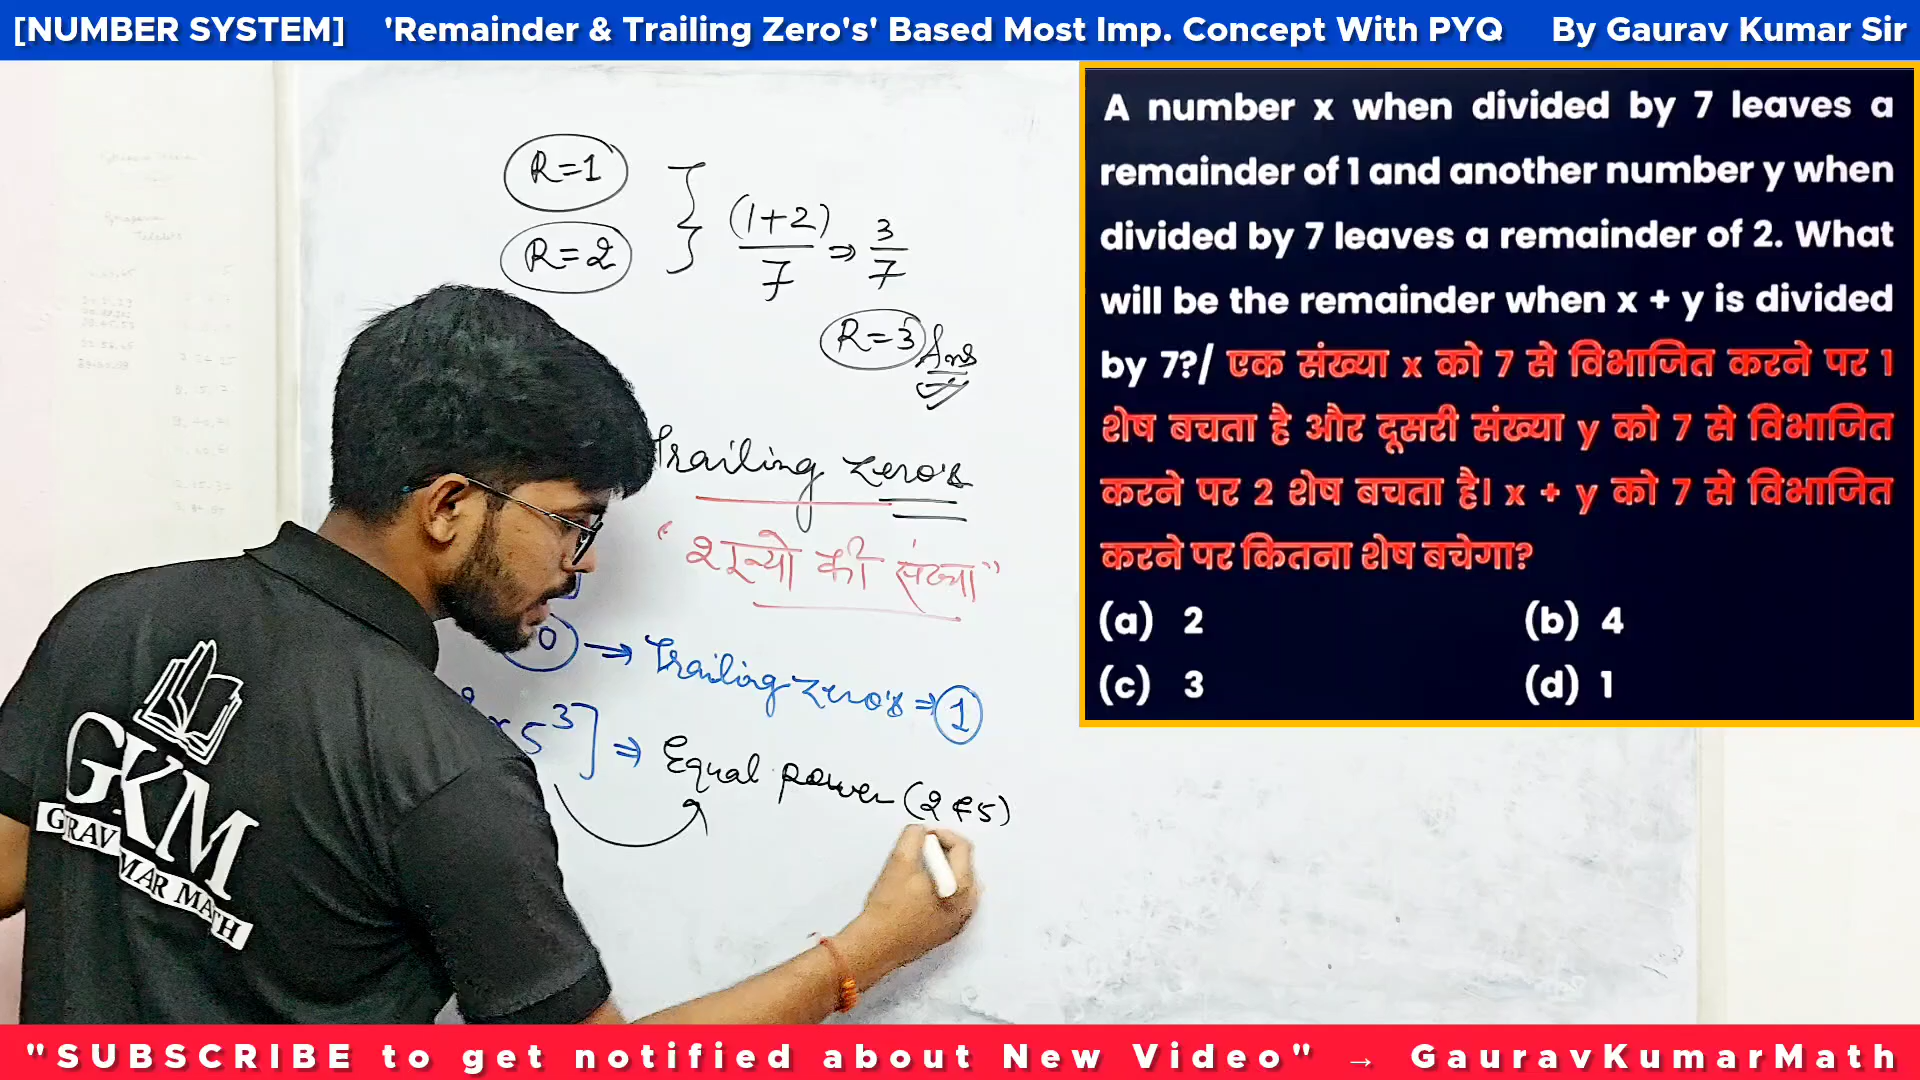 [NUMBER SYSTEM] 'Remainder & Trailing Zero's' Based Most Imp. Concept With PYQ By Gaurav Kumar Sir
A number x when divided by 7 leaves a
remainder of 1 and another number y when
divided by 7 leaves a remainder of 2. What
will be the remainder when x + y is divided
by 7?/ एक संख्या x को 7 से विभाजित करने पर 1
शेष बचता है और दूसरी संख्या y को 7 से विभाजित
करने पर 2 शेष बचता है। x + y को 7 से विभाजित
करने पर कितना शेष बचेगा?
(a) 2 (b) 4
(c) 3 (d) 1
R=1
R=2
(1+2)/7 ⇒ 3/7
R=3 Ans
Trailing Zero's
"शून्यो की संख्या"
0 → Trailing Zero's ⇒ 1
× 5³] ⇒ Equal power (2 & 5)
GKM
"SUBSCRIBE to get notified about New Video" → GauravKumarMath